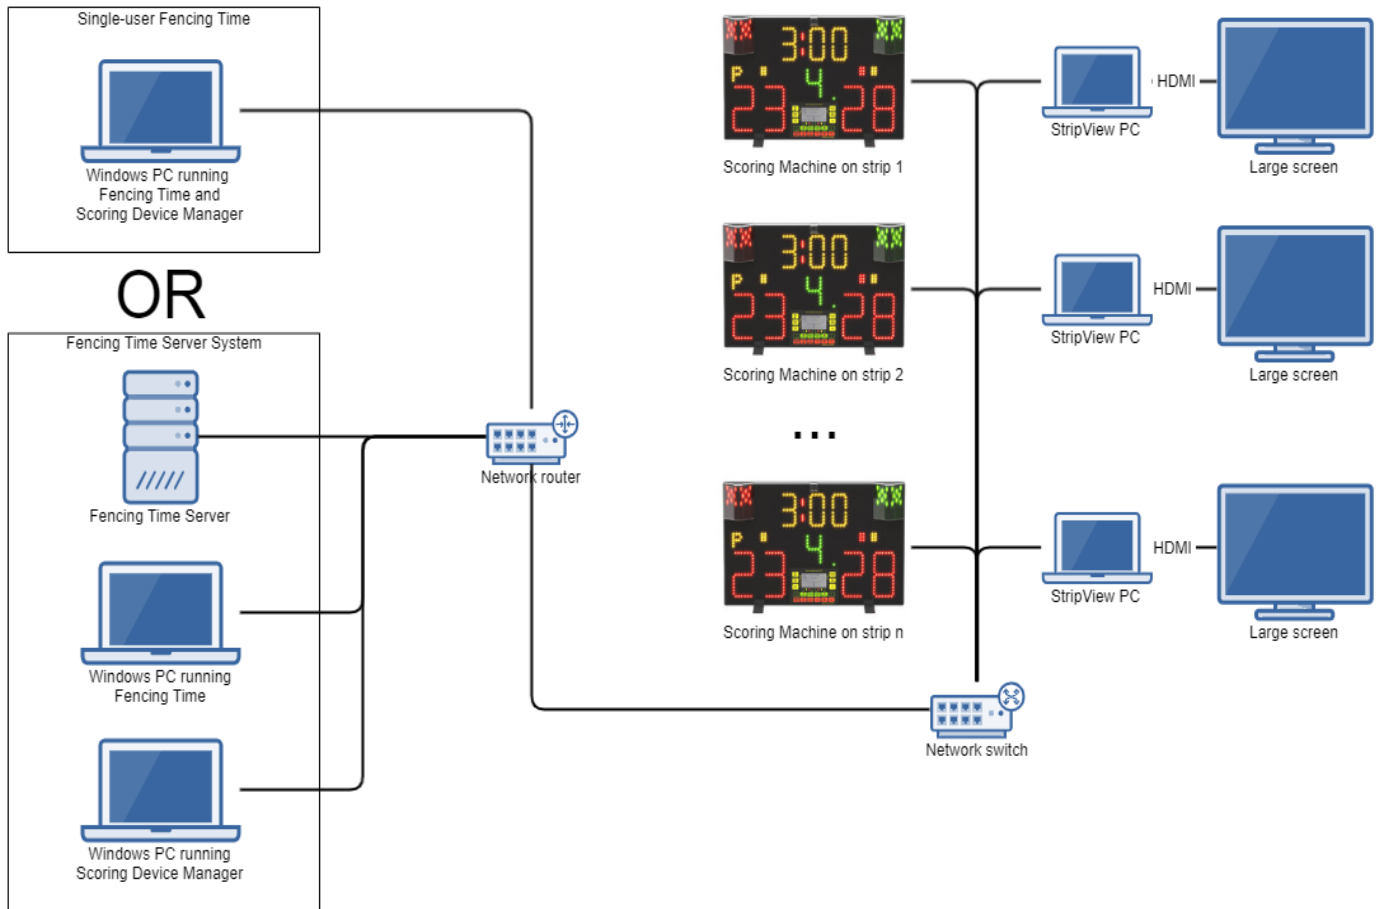 Single-user Fencing Time
Windows PC running
Fencing Time and
Scoring Device Manager
OR
Fencing Time Server System
Fencing Time Server
Windows PC running
Fencing Time
Windows PC running
Scoring Device Manager
Network router
3:00
P
4
23
28
Scoring Machine on strip 1
StripView PC
HDMI
Large screen
3:00
P
4
23
28
Scoring Machine on strip 2
StripView PC
HDMI
Large screen
...
3:00
P
4
23
28
Scoring Machine on strip n
StripView PC
HDMI
Large screen
Network switch